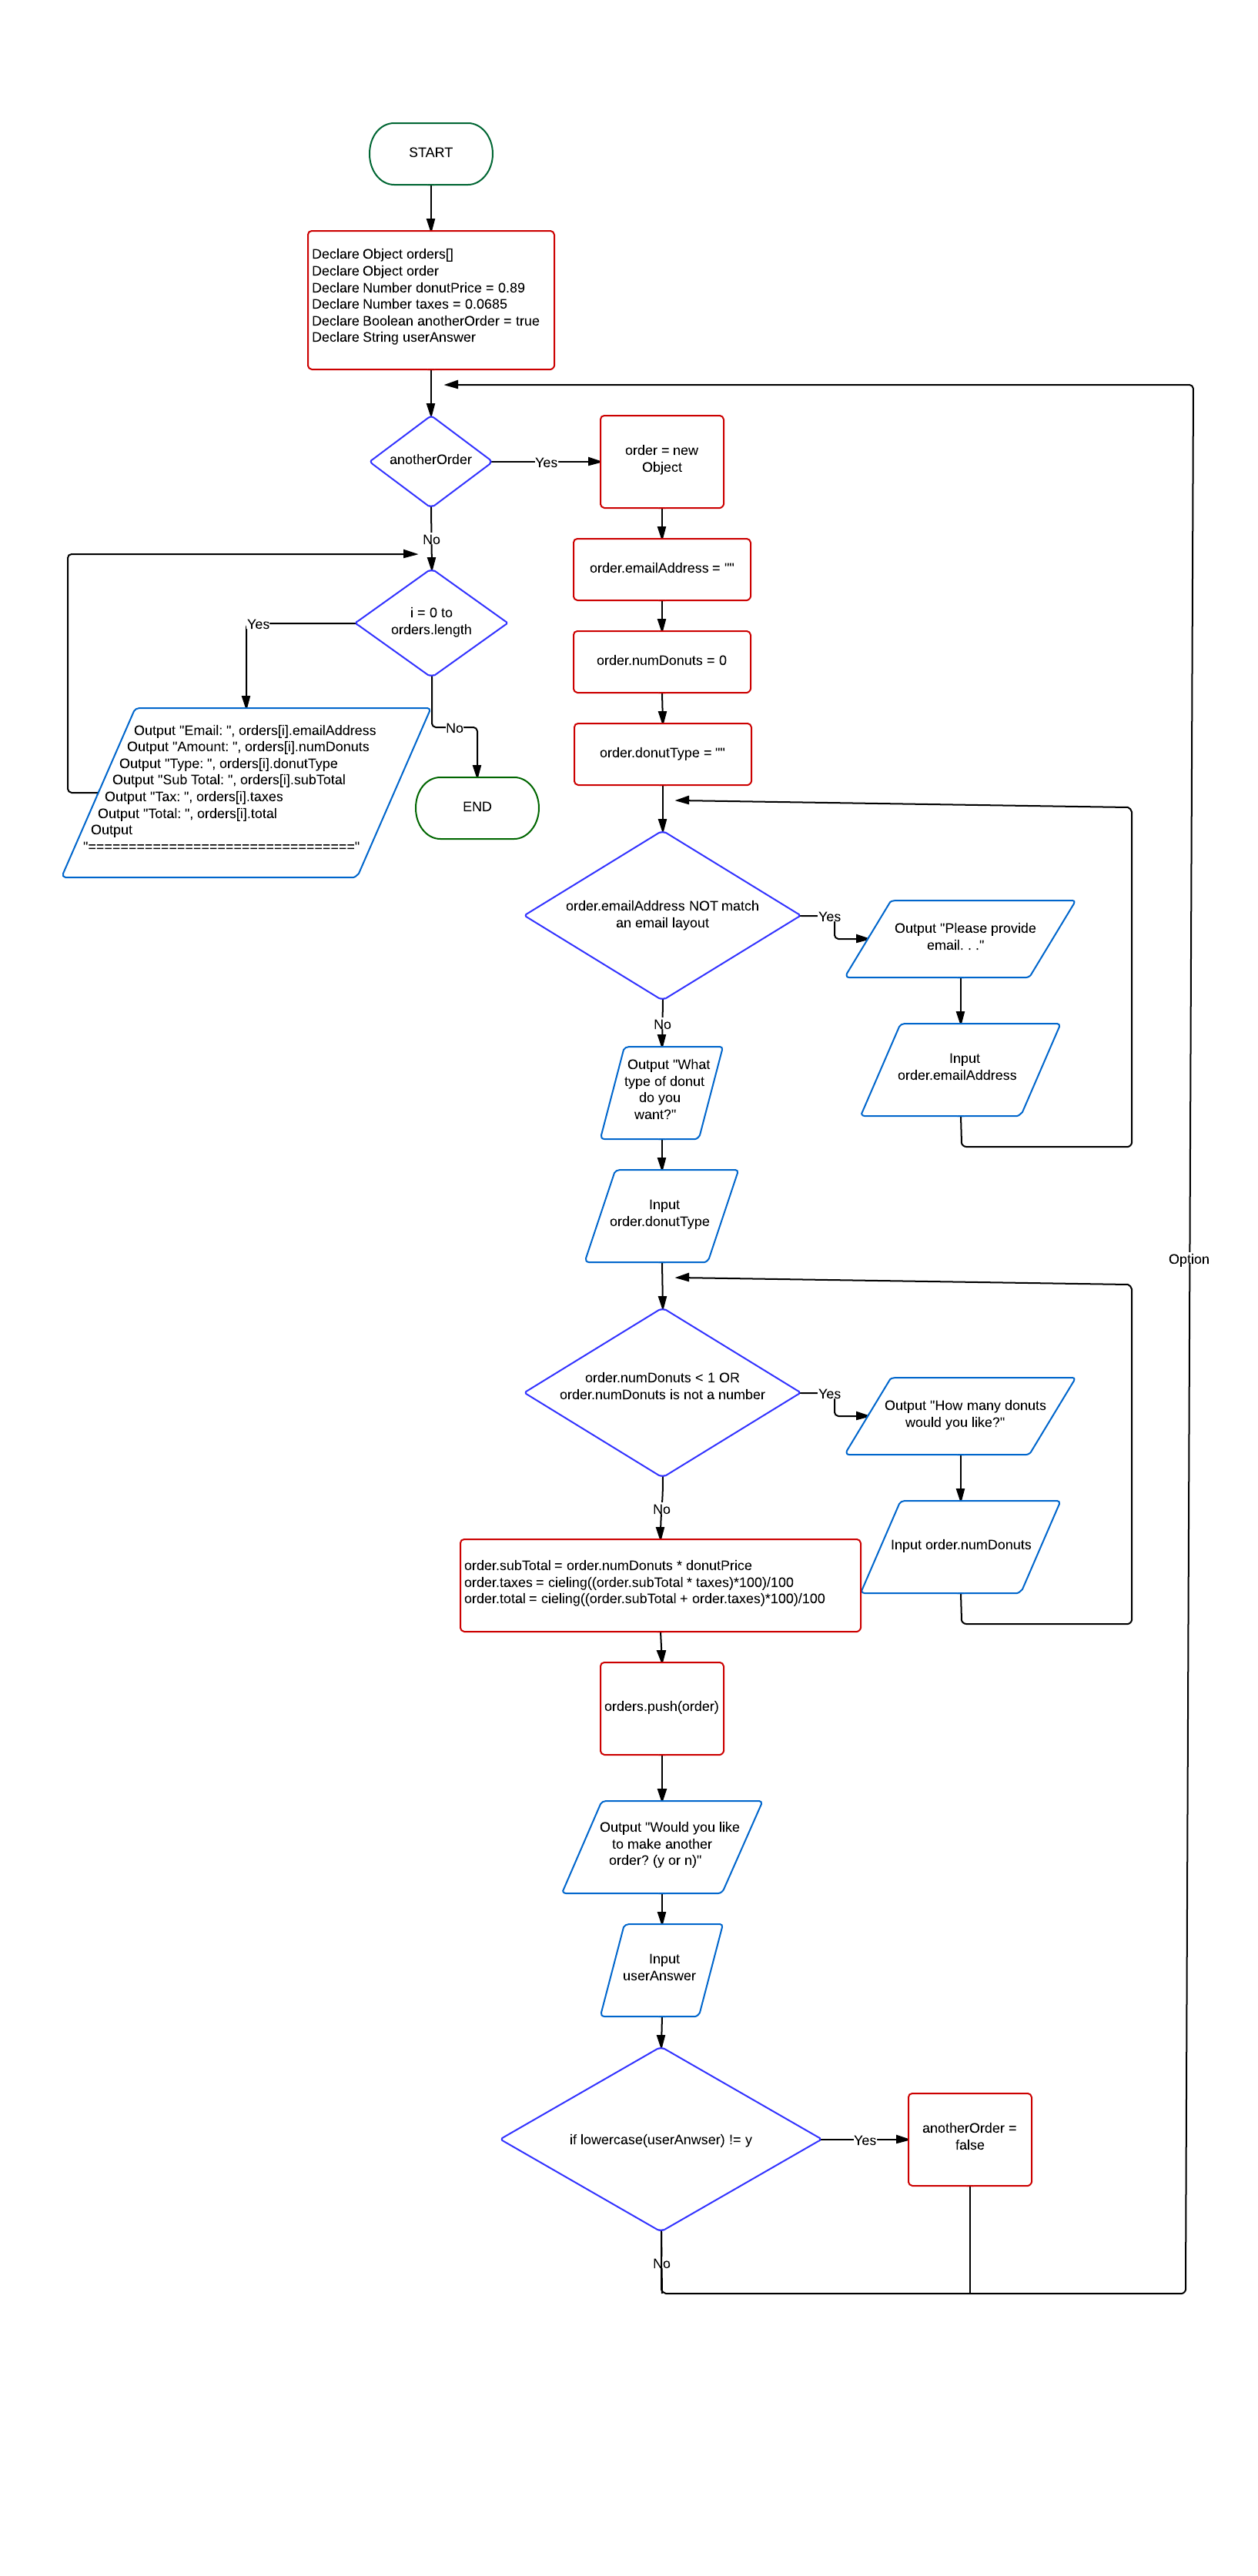 START
Declare Object orders[]
Declare Object order
Declare Number donutPrice = 0.89
Declare Number taxes = 0.0685
Declare Boolean anotherOrder = true
Declare String userAnswer
anotherOrder
Yes
order = new
Object
No
order.emailAddress = ""
i = 0 to
orders.length
Yes
order.numDonuts = 0
No
Output "Email: ", orders[i].emailAddress
Output "Amount: ", orders[i].numDonuts
Output "Type: ", orders[i].donutType
Output "Sub Total: ", orders[i].subTotal
Output "Tax: ", orders[i].taxes
Output "Total: ", orders[i].total
Output
"================================="
END
order.donutType = ""
order.emailAddress NOT match
an email layout
Yes
Output "Please provide
email. . ."
No
Input
order.emailAddress
Output "What
type of donut
do you
want?"
Input
order.donutType
Option
order.numDonuts < 1 OR
order.numDonuts is not a number
Yes
Output "How many donuts
would you like?"
No
Input order.numDonuts
order.subTotal = order.numDonuts * donutPrice
order.taxes = cieling((order.subTotal * taxes)*100)/100
order.total = cieling((order.subTotal + order.taxes)*100)/100
orders.push(order)
Output "Would you like
to make another
order? (y or n)"
Input
userAnswer
if lowercase(userAnwser) != y
Yes
anotherOrder =
false
No